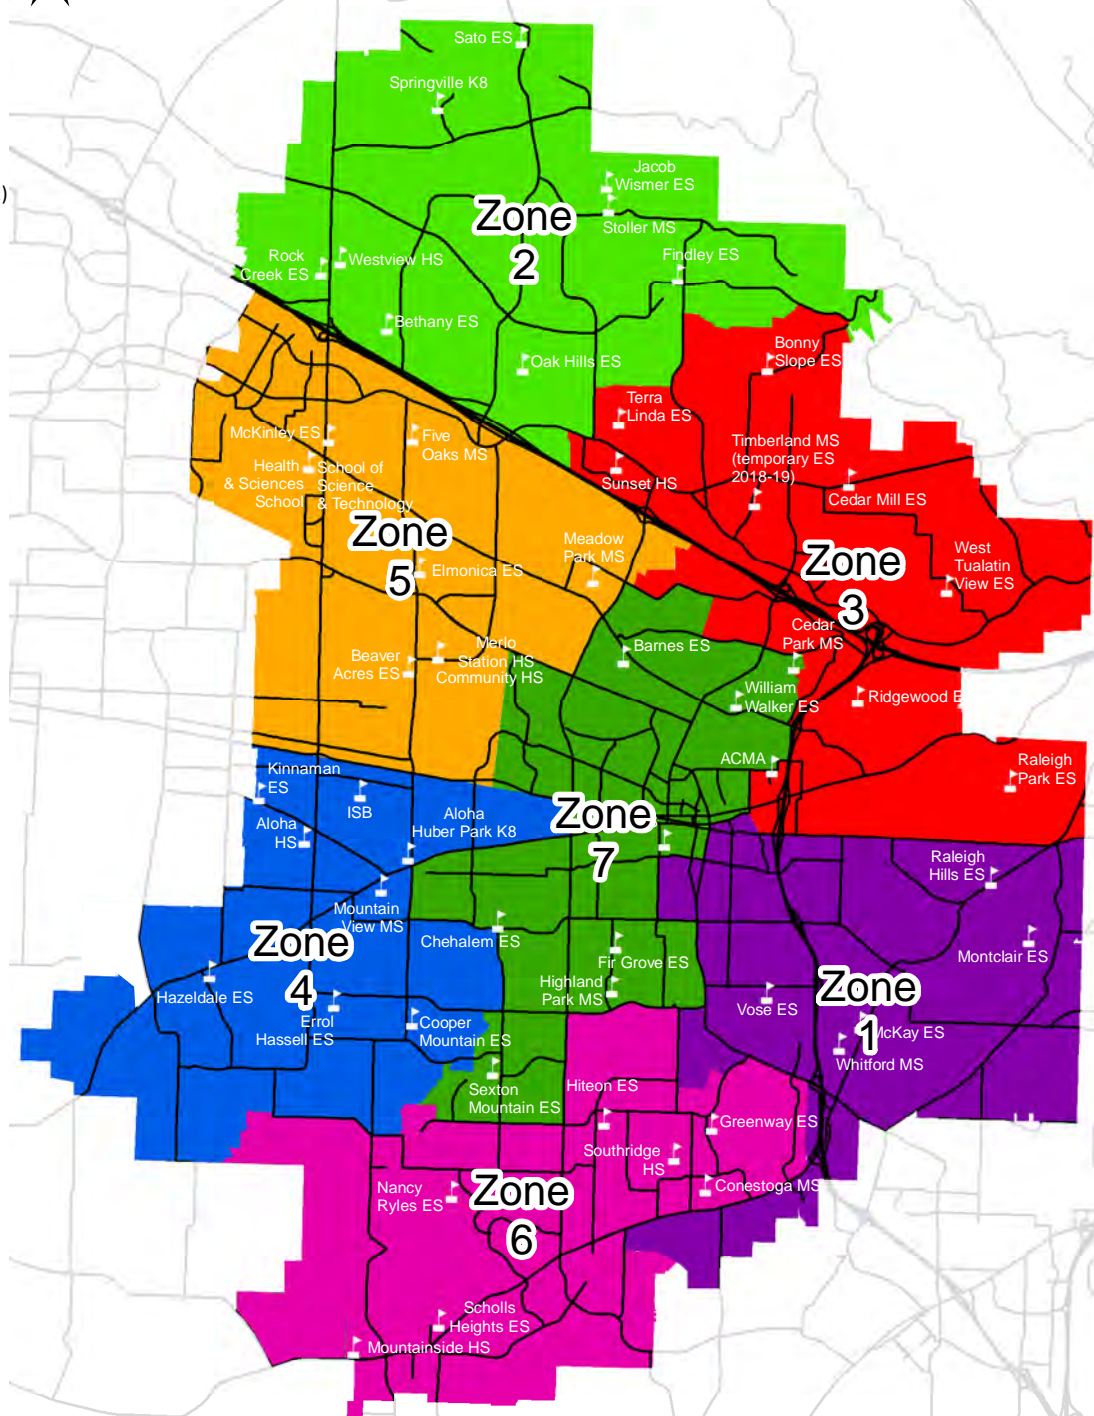 )
Sato ES
Springville K8
Jacob
Wismer ES
Zone
2
Stoller MS
Findley ES
Rock
Creek ES
Westview HS
Bethany ES
Oak Hills ES
Bonny
Slope ES
Terra
Linda ES
McKinley ES
Five
Oaks MS
Timberland MS
(temporary ES
2018-19)
Health
& Sciences
School
School of
Science
& Technology
Sunset HS
Cedar Mill ES
Zone
5
Meadow
Park MS
Elmonica ES
Zone
3
West
Tualatin
View ES
Cedar
Park MS
Barnes ES
Merlo
Station HS
Community HS
Beaver
Acres ES
William
Walker ES
Ridgewood E
ACMA
Raleigh
Park ES
Kinnaman
ES
ISB
Aloha
HS
Aloha
Huber Park K8
Zone
7
Raleigh
Hills ES
Mountain
View MS
Chehalem ES
Zone
4
Fir Grove ES
Highland
Park MS
Montclair ES
Hazeldale ES
Errol
Hassell ES
Cooper
Mountain ES
Vose ES
Zone
1
McKay ES
Whitford MS
Sexton
Mountain ES
Hiteon ES
Greenway ES
Southridge
HS
Conestoga MS
Nancy
Ryles ES
Zone
6
Scholls
Heights ES
Mountainside HS